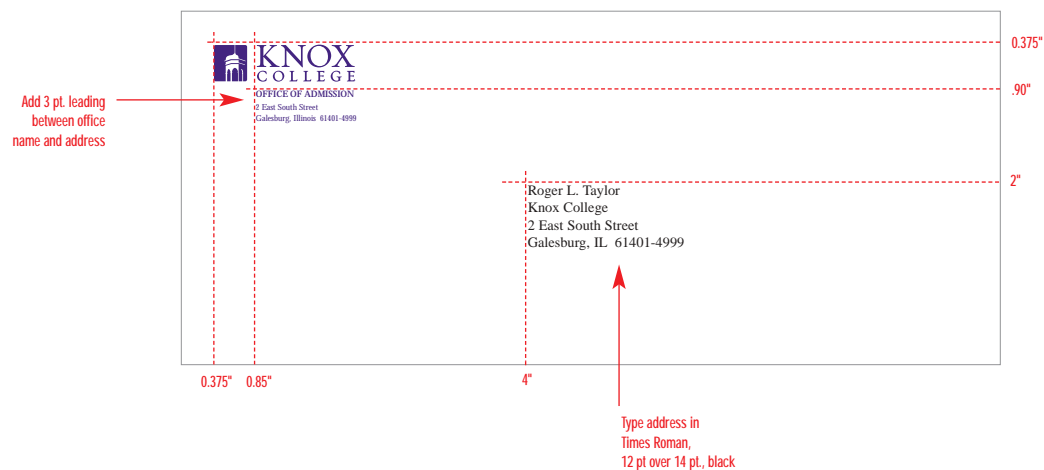 KNOX
COLLEGE
OFFICE OF ADMISSION
2 East South Street
Galesburg, Illinois 61401-4999
0.375"
.90"
Add 3 pt. leading
between office
name and address
2"
Roger L. Taylor
Knox College
2 East South Street
Galesburg, IL 61401-4999
0.375"
0.85"
4"
Type address in
Times Roman,
12 pt over 14 pt., black